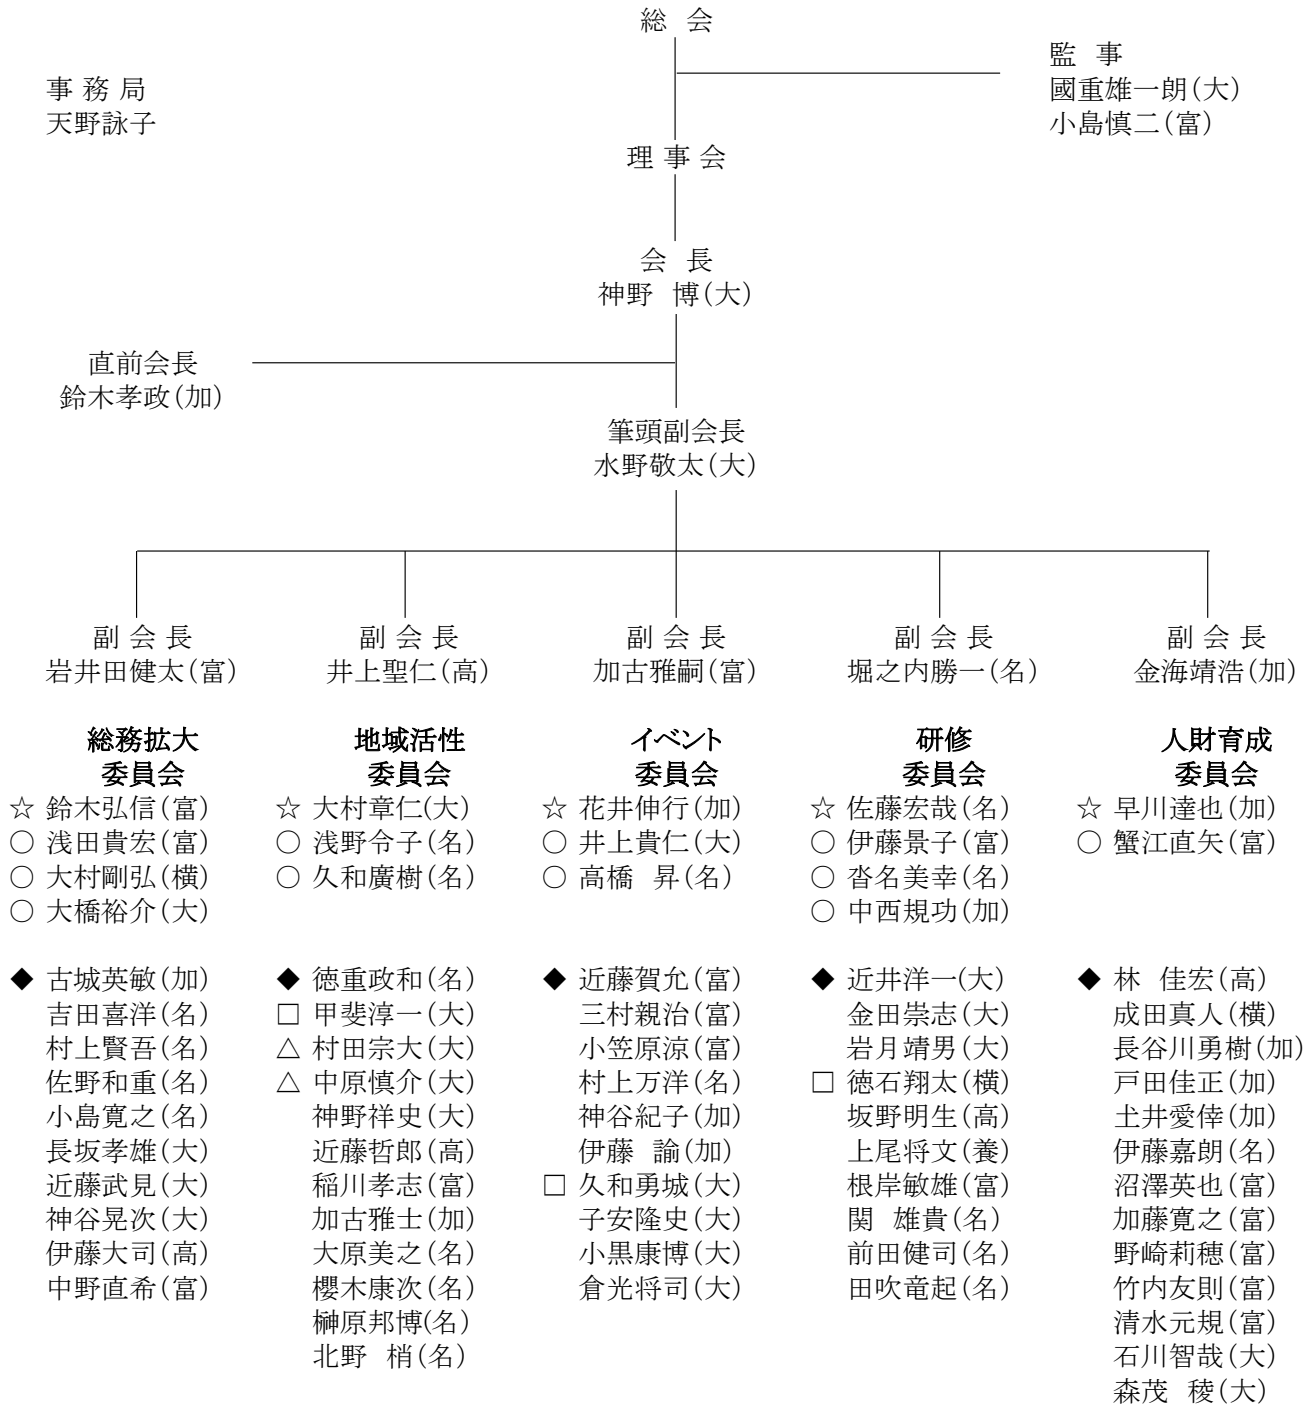 総 会
監 事
國重雄一朗(大)
小島慎二(富)
事 務 局
天野詠子
理 事 会
会 長
神野 博(大)
直前会長
鈴木孝政(加)
筆頭副会長
水野敬太(大)
副 会 長
岩井田健太(富)
副 会 長
井上聖仁(高)
副 会 長
加古雅嗣(富)
副 会 長
堀之内勝一(名)
副 会 長
金海靖浩(加)
総務拡大
委員会
☆ 鈴木弘信(富)
○ 浅田貴宏(富)
○ 大村剛弘(横)
○ 大橋裕介(大)
◆ 古城英敏(加)
吉田喜洋(名)
村上賢吾(名)
佐野和重(名)
小島寛之(名)
長坂孝雄(大)
近藤武見(大)
神谷晃次(大)
伊藤大司(高)
中野直希(富)
地域活性
委員会
☆ 大村章仁(大)
○ 浅野令子(名)
○ 久和廣樹(名)
◆ 徳重政和(名)
□ 甲斐淳一(大)
△ 村田宗大(大)
△ 中原慎介(大)
神野祥史(大)
近藤哲郎(高)
稲川孝志(富)
加古雅士(加)
大原美之(名)
櫻木康次(名)
榊原邦博(名)
北野 梢(名)
イベント
委員会
☆ 花井伸行(加)
○ 井上貴仁(大)
○ 高橋 昇(名)
◆ 近藤賀允(富)
三村親治(富)
小笠原涼(富)
村上万洋(名)
神谷紀子(加)
伊藤 諭(加)
□ 久和勇城(大)
子安隆史(大)
小黒康博(大)
倉光将司(大)
研修
委員会
☆ 佐藤宏哉(名)
○ 伊藤景子(富)
○ 沓名美幸(名)
○ 中西規功(加)
◆ 近井洋一(大)
金田崇志(大)
岩月靖男(大)
□ 徳石翔太(横)
坂野明生(高)
上尾将文(養)
根岸敏雄(富)
関 雄貴(名)
前田健司(名)
田吹竜起(名)
人財育成
委員会
☆ 早川達也(加)
○ 蟹江直矢(富)
◆ 林 佳宏(高)
成田真人(横)
長谷川勇樹(加)
戸田佳正(加)
土井愛倖(加)
伊藤嘉朗(名)
沼澤英也(富)
加藤寛之(富)
野崎莉穂(富)
竹内友則(富)
清水元規(富)
石川智哉(大)
森茂 稜(大)